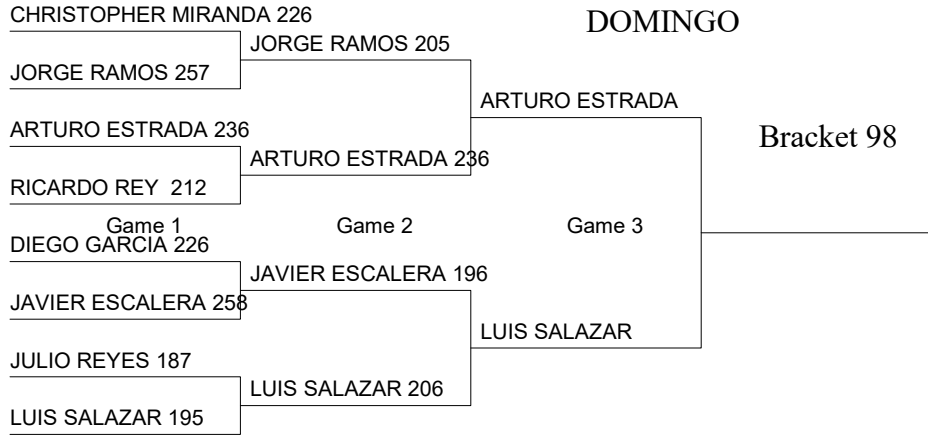 CHRISTOPHER MIRANDA 226
DOMINGO
JORGE RAMOS 205
JORGE RAMOS 257
ARTURO ESTRADA
ARTURO ESTRADA 236
Bracket 98
ARTURO ESTRADA 236
RICARDO REY 212
Game 1
Game 2
Game 3
DIEGO GARCIA 226
JAVIER ESCALERA 196
JAVIER ESCALERA 258
LUIS SALAZAR
JULIO REYES 187
LUIS SALAZAR 206
LUIS SALAZAR 195